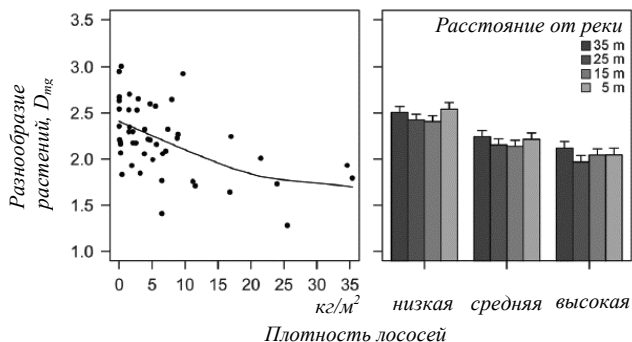 Разнообразие
растений, Dmg
3.5
3.0
2.5
2.0
1.5
1.0
0 5 10 15 20 25 30 35
кг/м²
Расстояние от реки
35 m
25 m
15 m
5 m
низкая средняя высокая
Плотность лососей